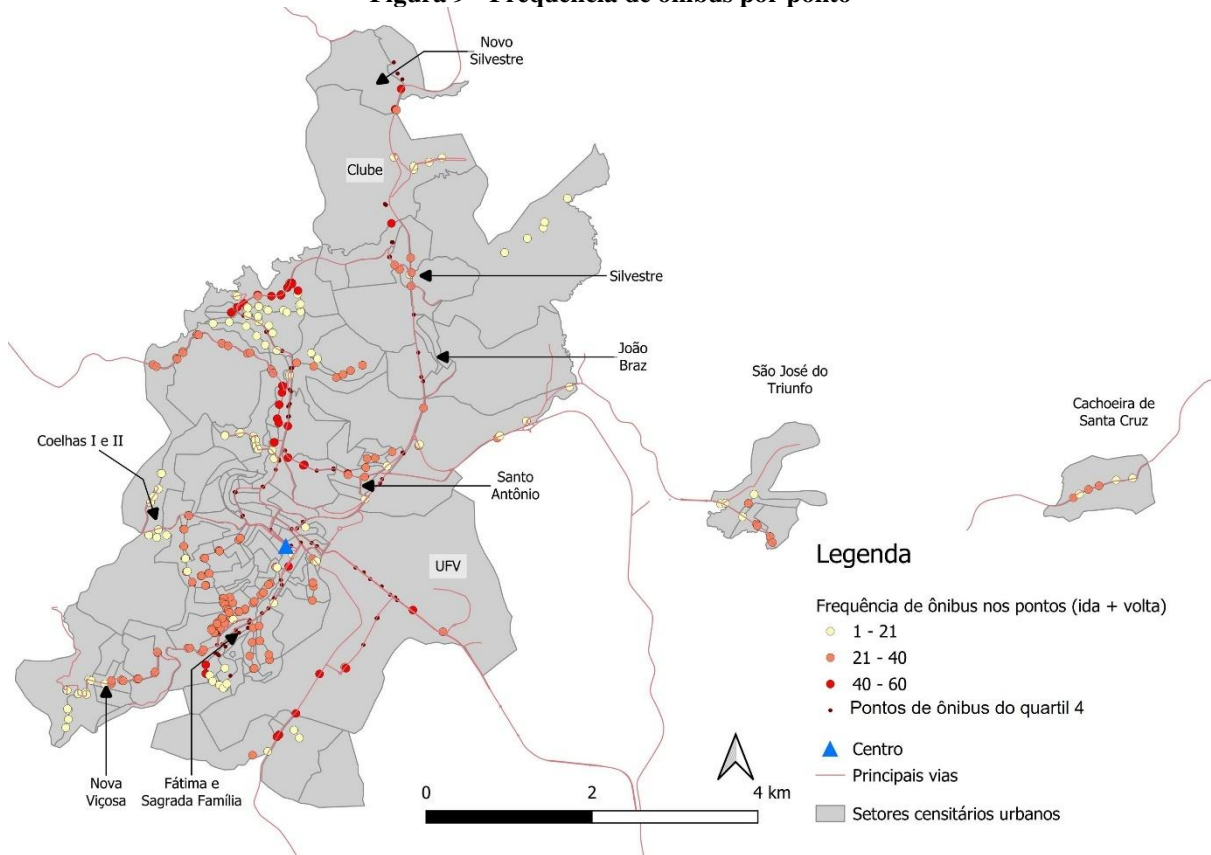 Figura 9 - Frequência de ônibus por ponto
Novo
Silvestre
Clube
Silvestre
João
Braz
São José do
Triunfo
Cachoeira de
Santa Cruz
Coelhas I e II
Santo
Antônio
UFV
Nova
Viçosa
Fátima e
Sagrada Família
0 2 4 km
Legenda
Frequência de ônibus nos pontos (ida + volta)
1 - 21
21 - 40
40 - 60
Pontos de ônibus do quartil 4
Centro
Principais vias
Setores censitários urbanos